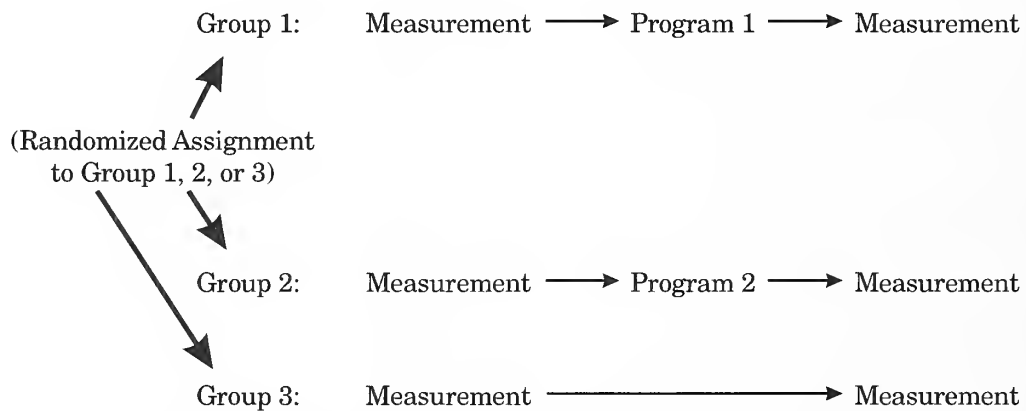 Group 1: Measurement Program 1 Measurement
(Randomized Assignment
to Group 1, 2, or 3)
Group 2: Measurement Program 2 Measurement
Group 3: Measurement Measurement